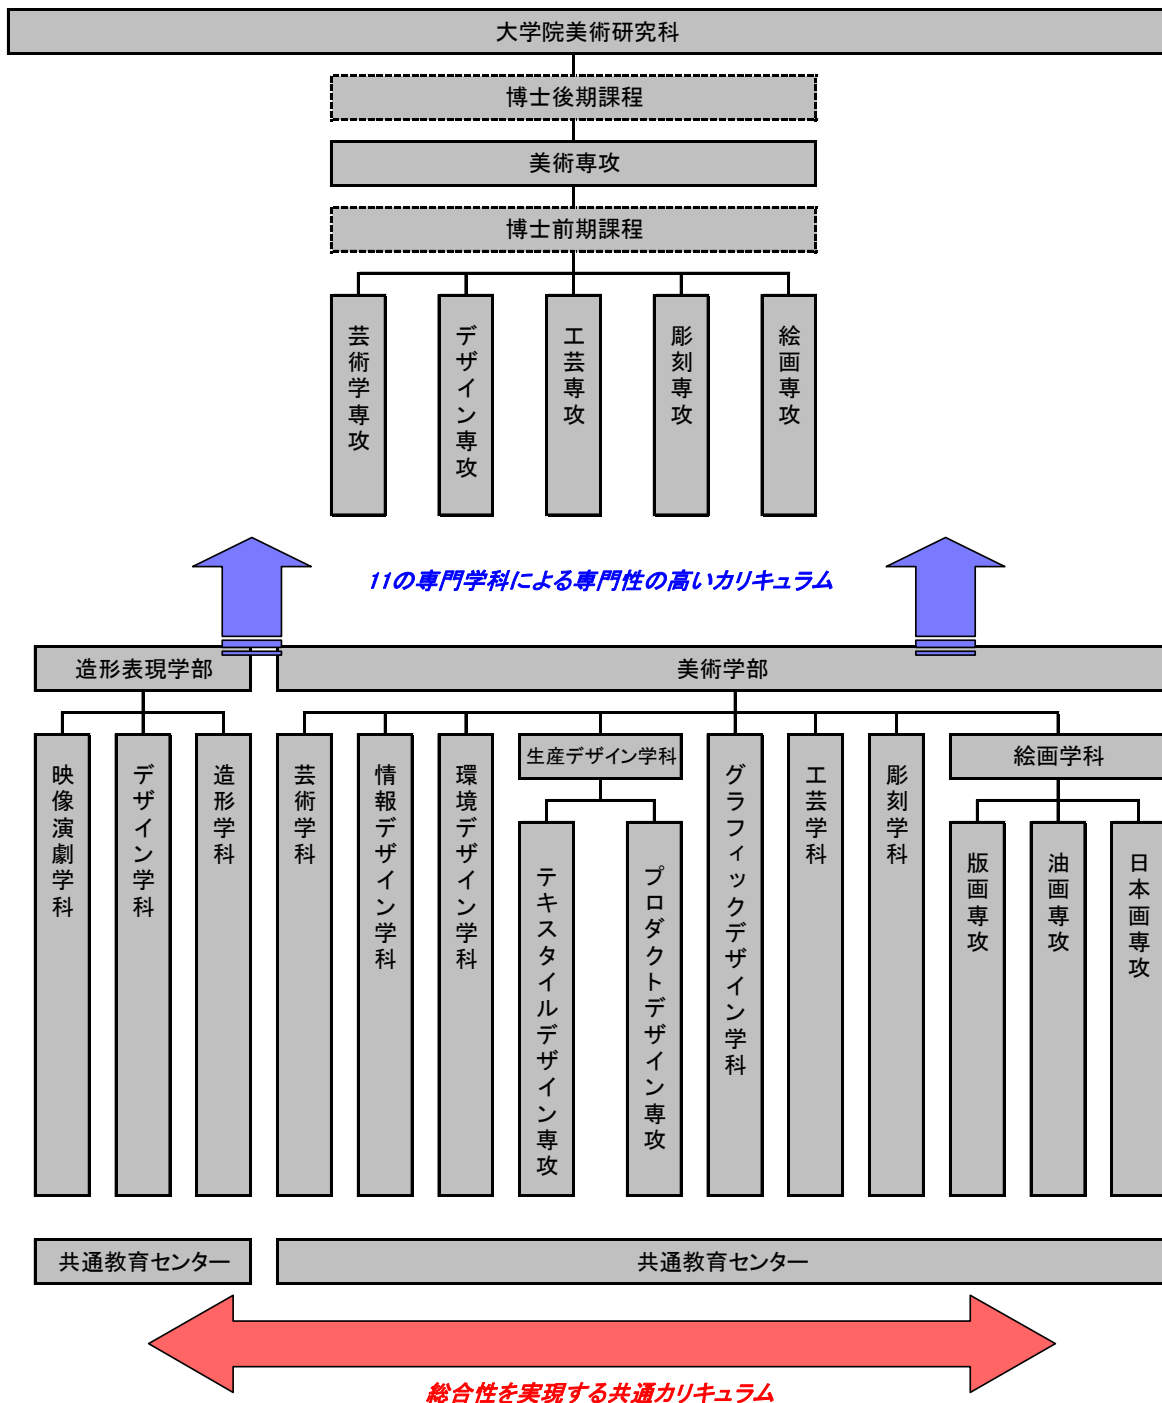 大学院美術研究科
博士後期課程
美術専攻
博士前期課程
芸術学専攻
デザイン専攻
工芸専攻
彫刻専攻
絵画専攻
11の専門学科による専門性の高いカリキュラム
造形表現学部
美術学部
映像演劇学科
デザイン学科
造形学科
芸術学科
情報デザイン学科
環境デザイン学科
生産デザイン学科
テキスタイルデザイン専攻
プロダクトデザイン専攻
グラフィックデザイン学科
工芸学科
彫刻学科
絵画学科
版画専攻
油画専攻
日本画専攻
共通教育センター
共通教育センター
総合性を実現する共通カリキュラム